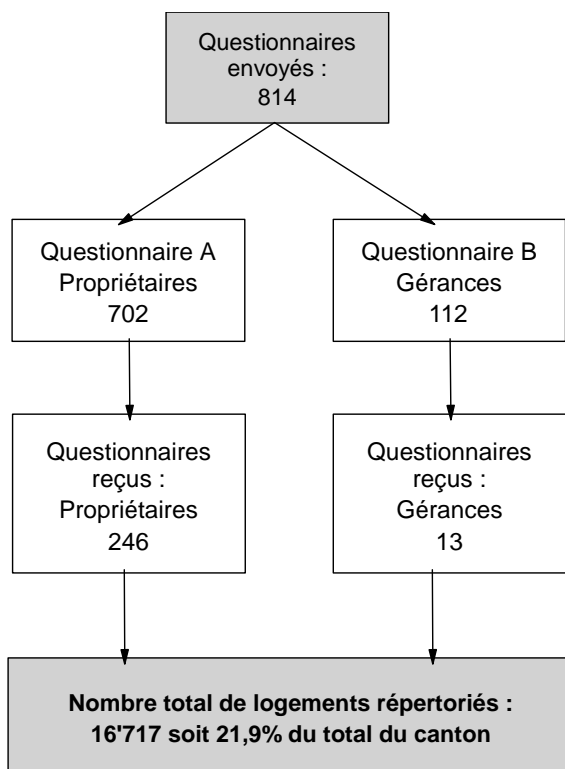 Questionnaires
envoyés :
814
Questionnaire A
Propriétaires
702
Questionnaire B
Gérances
112
Questionnaires
reçus :
Propriétaires
246
Questionnaires
reçus :
Gérances
13
Nombre total de logements répertoriés :
16'717 soit 21,9% du total du canton